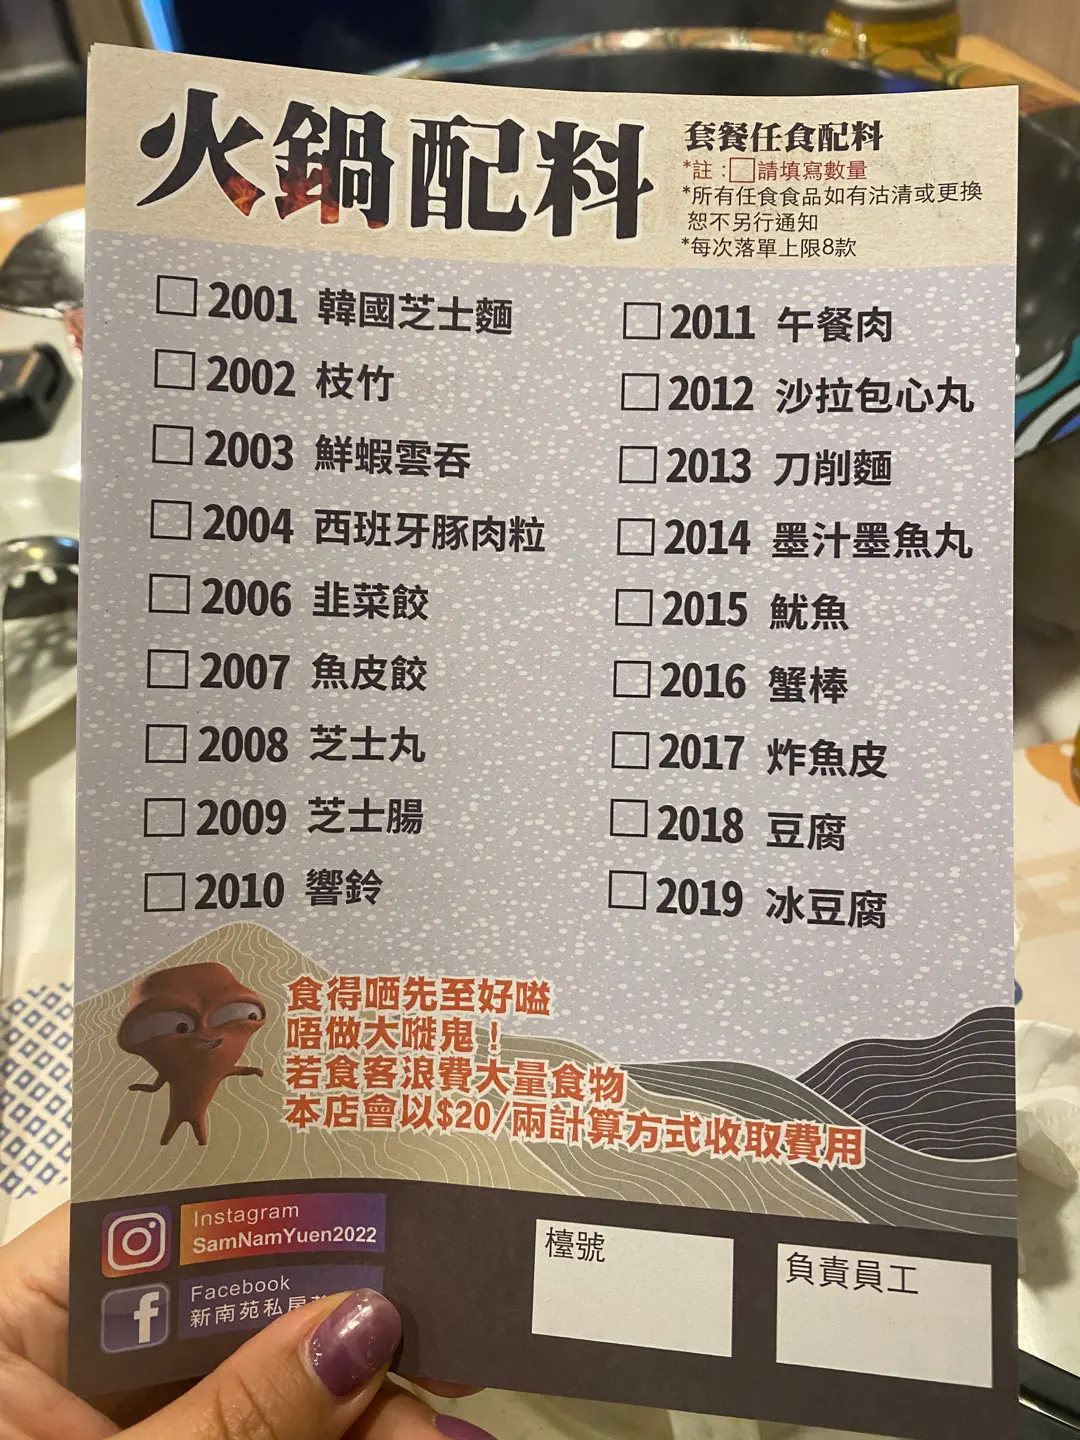 火鍋配料
套餐任食配料
*註：□請填寫數量
*所有任食食品如有沽清或更換
恕不另行通知
*每次落單上限8款
2001 韓國芝士麵
2002 枝竹
2003 鮮蝦雲吞
2004 西班牙豚肉粒
2006 韭菜餃
2007 魚皮餃
2008 芝士丸
2009 芝士腸
2010 響鈴
2011 午餐肉
2012 沙拉包心丸
2013 刀削麵
2014 墨汁墨魚丸
2015 魷魚
2016 蟹棒
2017 炸魚皮
2018 豆腐
2019 冰豆腐
食得哂先至好嗌
唔做大嘥鬼！
若食客浪費大量食物
本店會以$20/兩計算方式收取費用
Instagram
SamNamYuen2022
Facebook
新南苑私房
檯號
負責員工